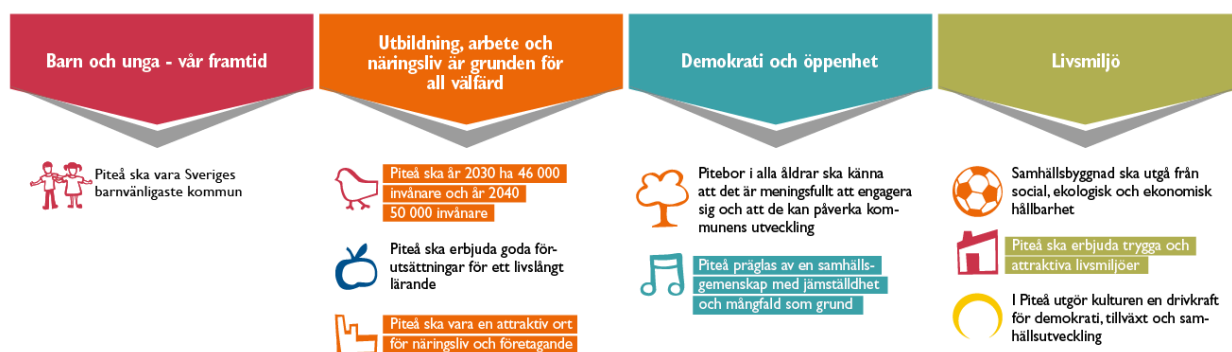 Barn och unga - vår framtid
Piteå ska vara Sveriges
barnvänligaste kommun
Utbildning, arbete och
näringsliv är grunden för
all välfärd
Piteå ska år 2030 ha 46 000
invånare och år 2040
50 000 invånare
Piteå ska erbjuda goda för-
utsättningar för ett livslångt
lärande
Piteå ska vara en attraktiv ort
för näringsliv och företagande
Demokrati och öppenhet
Pitebor i alla åldrar ska känna
att det är meningsfullt att engagera
sig och att de kan påverka kom-
munens utveckling
Piteå präglas av en samhälls-
gemenskap med jämställdhet
och mångfald som grund
Livsmiljö
Samhällsbyggnad ska utgå från
social, ekologisk och ekonomisk
hållbarhet
Piteå ska erbjuda trygga och
attraktiva livsmiljöer
I Piteå utgör kulturen en drivkraft
för demokrati, tillväxt och sam-
hällsutveckling